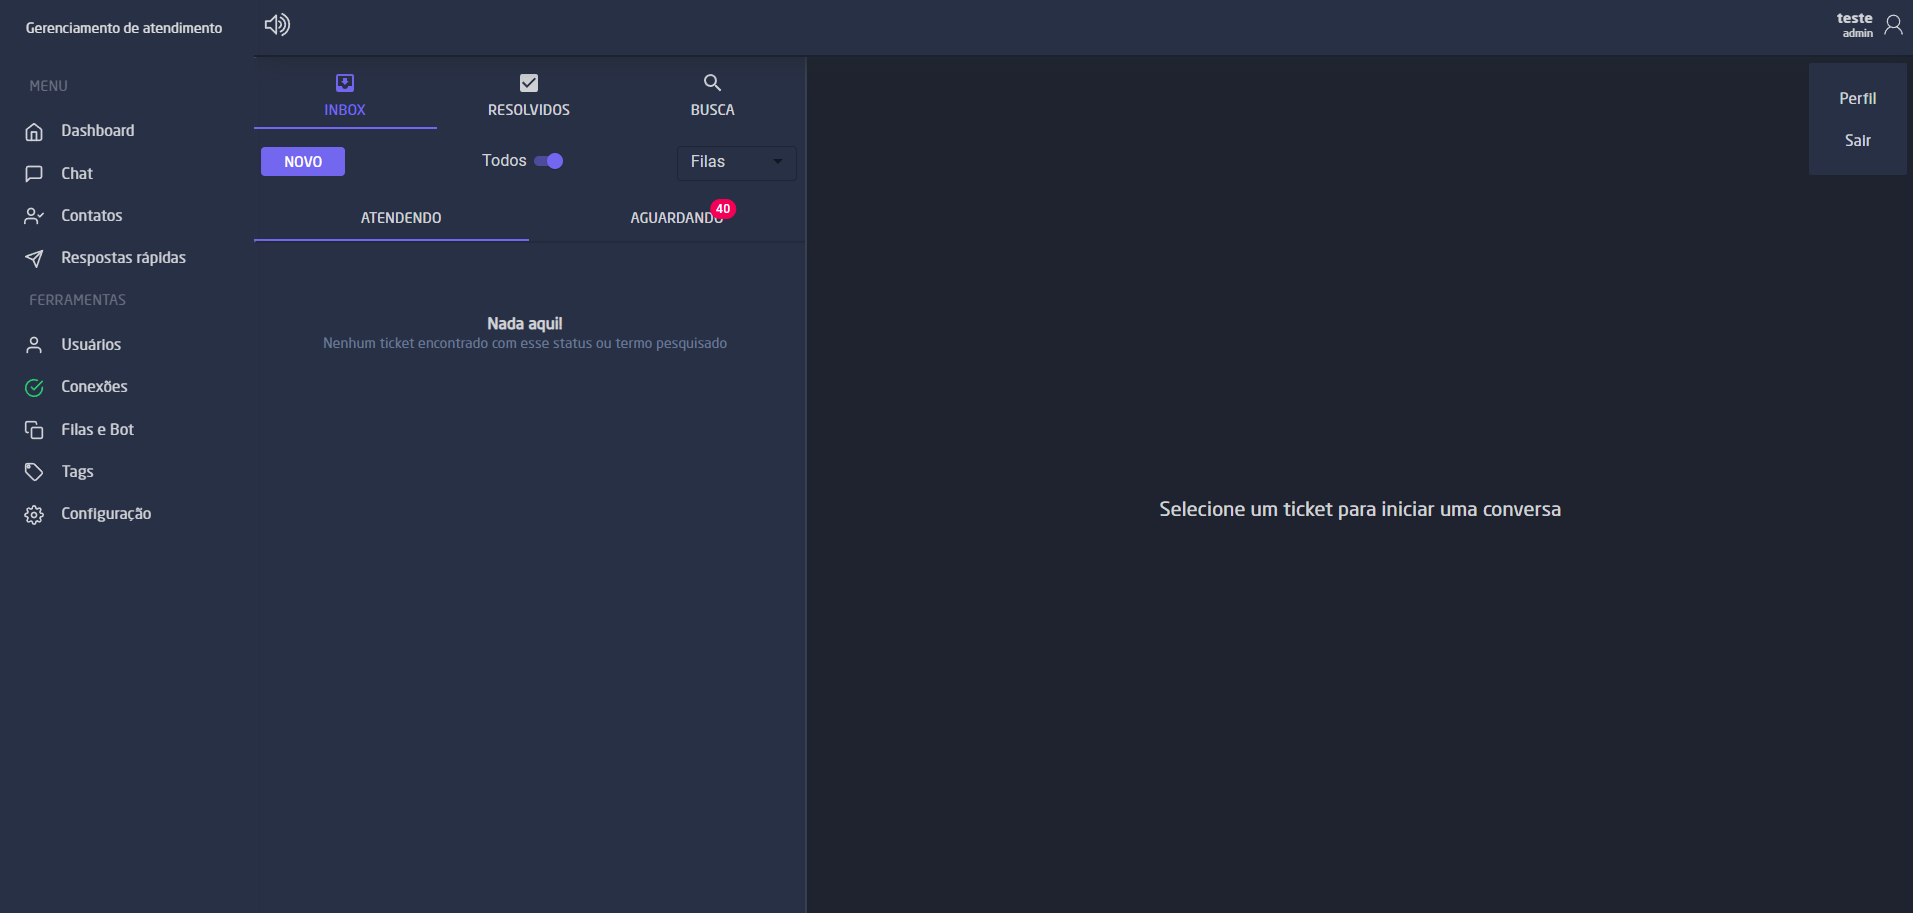 Gerenciamento de atendimento
teste
admin
Perfil
Sair
MENU
Dashboard
Chat
Contatos
Respostas rápidas
FERRAMENTAS
Usuários
Conexões
Filas e Bot
Tags
Configuração
INBOX
RESOLVIDOS
BUSCA
NOVO
Todos
Filas
ATENDENDO
AGUARDANDO
40
Nada aqui!
Nenhum ticket encontrado com esse status ou termo pesquisado
Selecione um ticket para iniciar uma conversa